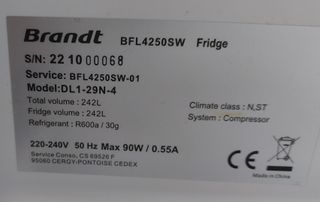 Brandt BFL4250SW Fridge
S/N: 22 10 00068
Service: BFL4250SW-01
Model:DL1-29N-4
Total volume : 242L
Climate class : N,ST
Fridge volume : 242L
System : Compressor
Refrigerant : R600a / 30g
220-240V 50 Hz Max 90W / 0.55A
Service Conso, CS 69526 F
95060 CERGY-PONTOISE CEDEX
CE
Made in China